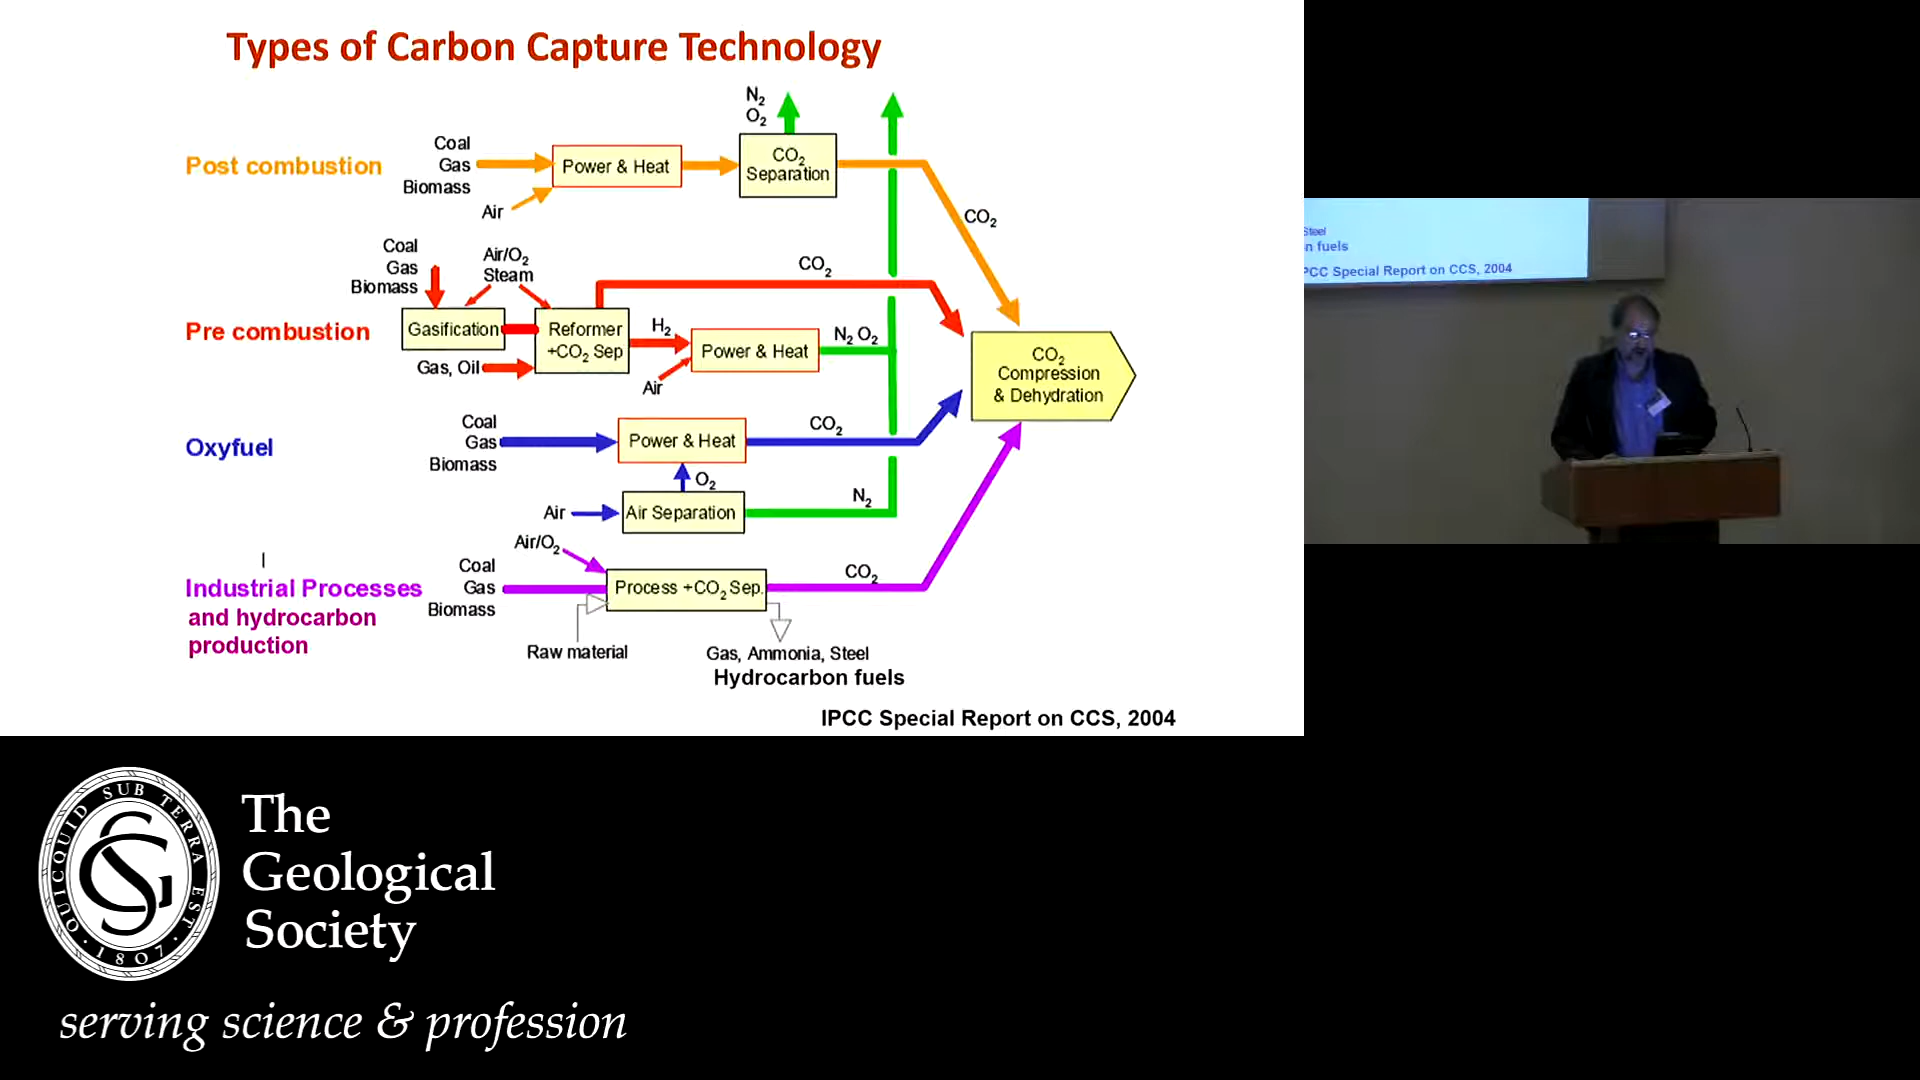 Types of Carbon Capture Technology
N2
O2
Post combustion
Coal
Gas
Biomass
Air
Power & Heat
CO2
Separation
CO2
Pre combustion
Coal
Gas
Biomass
Air/O2
Steam
Gasification
Gas, Oil
Reformer
+CO2 Sep
CO2
H2
Air
Power & Heat
N2 O2
CO2
Compression
& Dehydration
Oxyfuel
Coal
Gas
Biomass
Power & Heat
CO2
O2
Air
Air Separation
N2
Industrial Processes
and hydrocarbon
production
Air/O2
Coal
Gas
Biomass
Process +CO2 Sep.
CO2
Raw material
Gas, Ammonia, Steel
Hydrocarbon fuels
IPCC Special Report on CCS, 2004
Steel
n fuels
PCC Special Report on CCS, 2004
QUICQUID SUB TERRA EST
1807
The
Geological
Society
serving science & profession